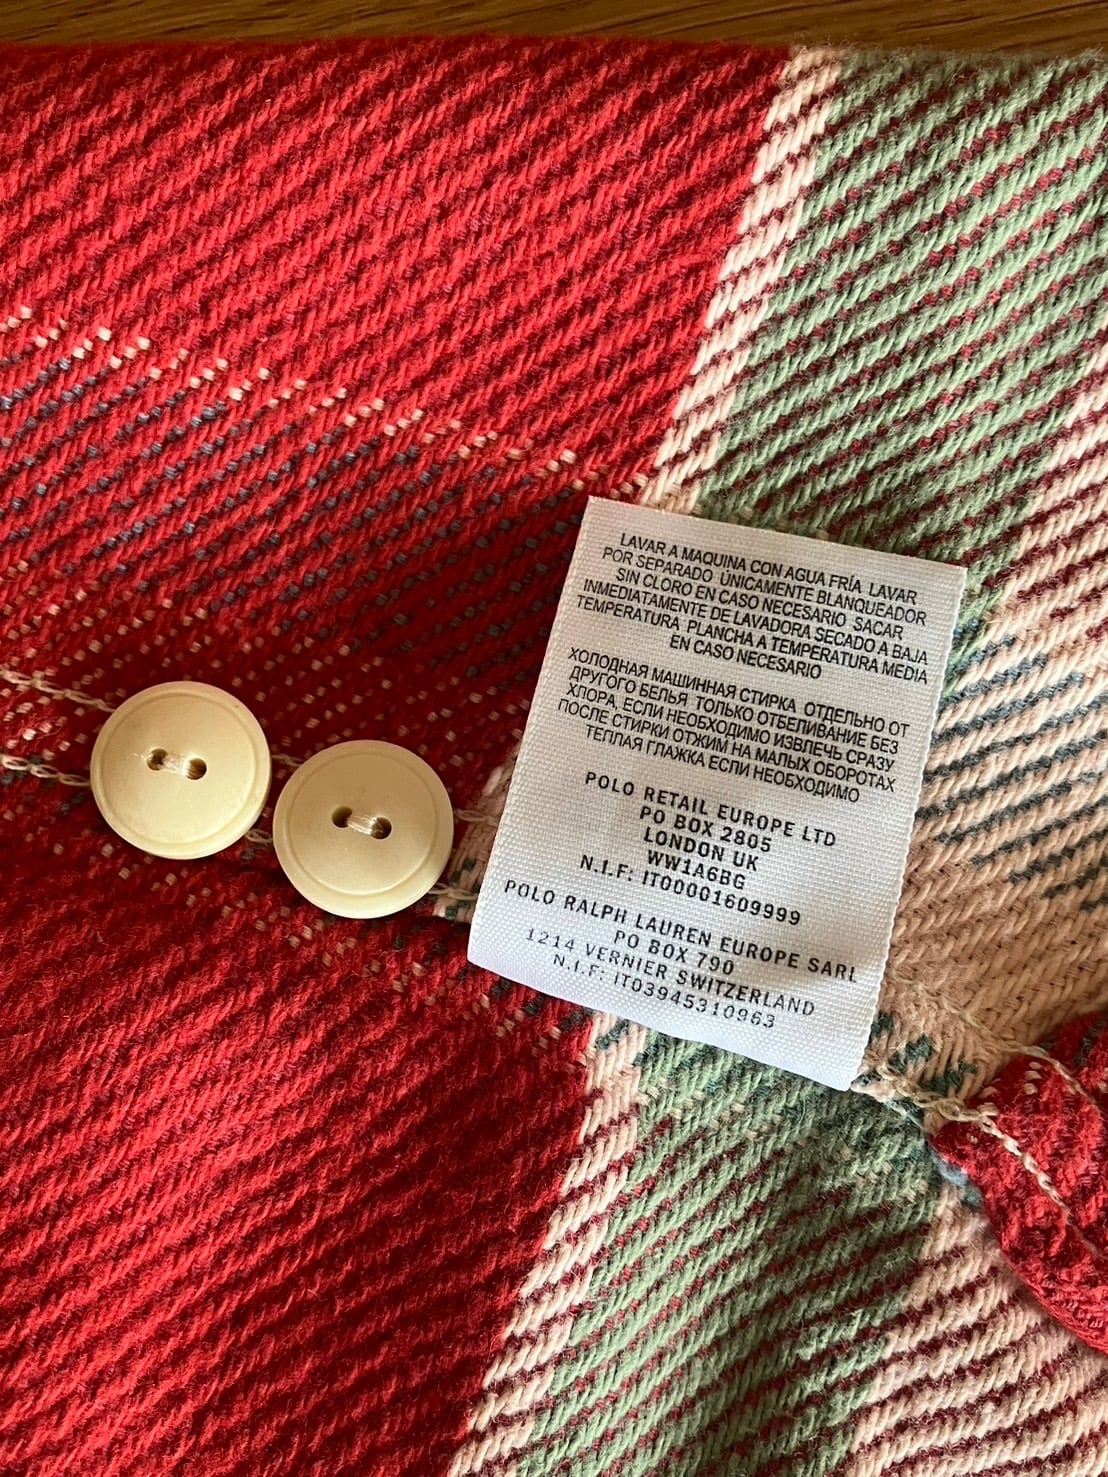 LAVAR A MAQUINA CON AGUA FRÍA LAVAR
POR SEPARADO ÚNICAMENTE BLANQUEADOR
SIN CLORO EN CASO NECESARIO SACAR
INMEDIATAMENTE DE LAVADORA SECADO A BAJA
TEMPERATURA PLANCHA A TEMPERATURA MEDIA
EN CASO NECESARIO
ХОЛОДНАЯ МАШИННАЯ СТИРКА ОТДЕЛЬНО ОТ
ДРУГОГО БЕЛЬЯ ТОЛЬКО ОТБЕЛИВАНИЕ БЕЗ
ХЛОРА, ЕСЛИ НЕОБХОДИМО ИЗВЛЕЧЬ СРАЗУ
ПОСЛЕ СТИРКИ ОТЖИМ НА МАЛЫХ ОБОРОТАХ
ТЕПЛАЯ ГЛАЖКА ЕСЛИ НЕОБХОДИМО
POLO RETAIL EUROPE LTD
PO BOX 2805
LONDON UK
WW1A6BG
N.I.F: IT00001609999
POLO RALPH LAUREN EUROPE SARL
PO BOX 790
1214 VERNIER SWITZERLAND
N.I.F: IT03945310963